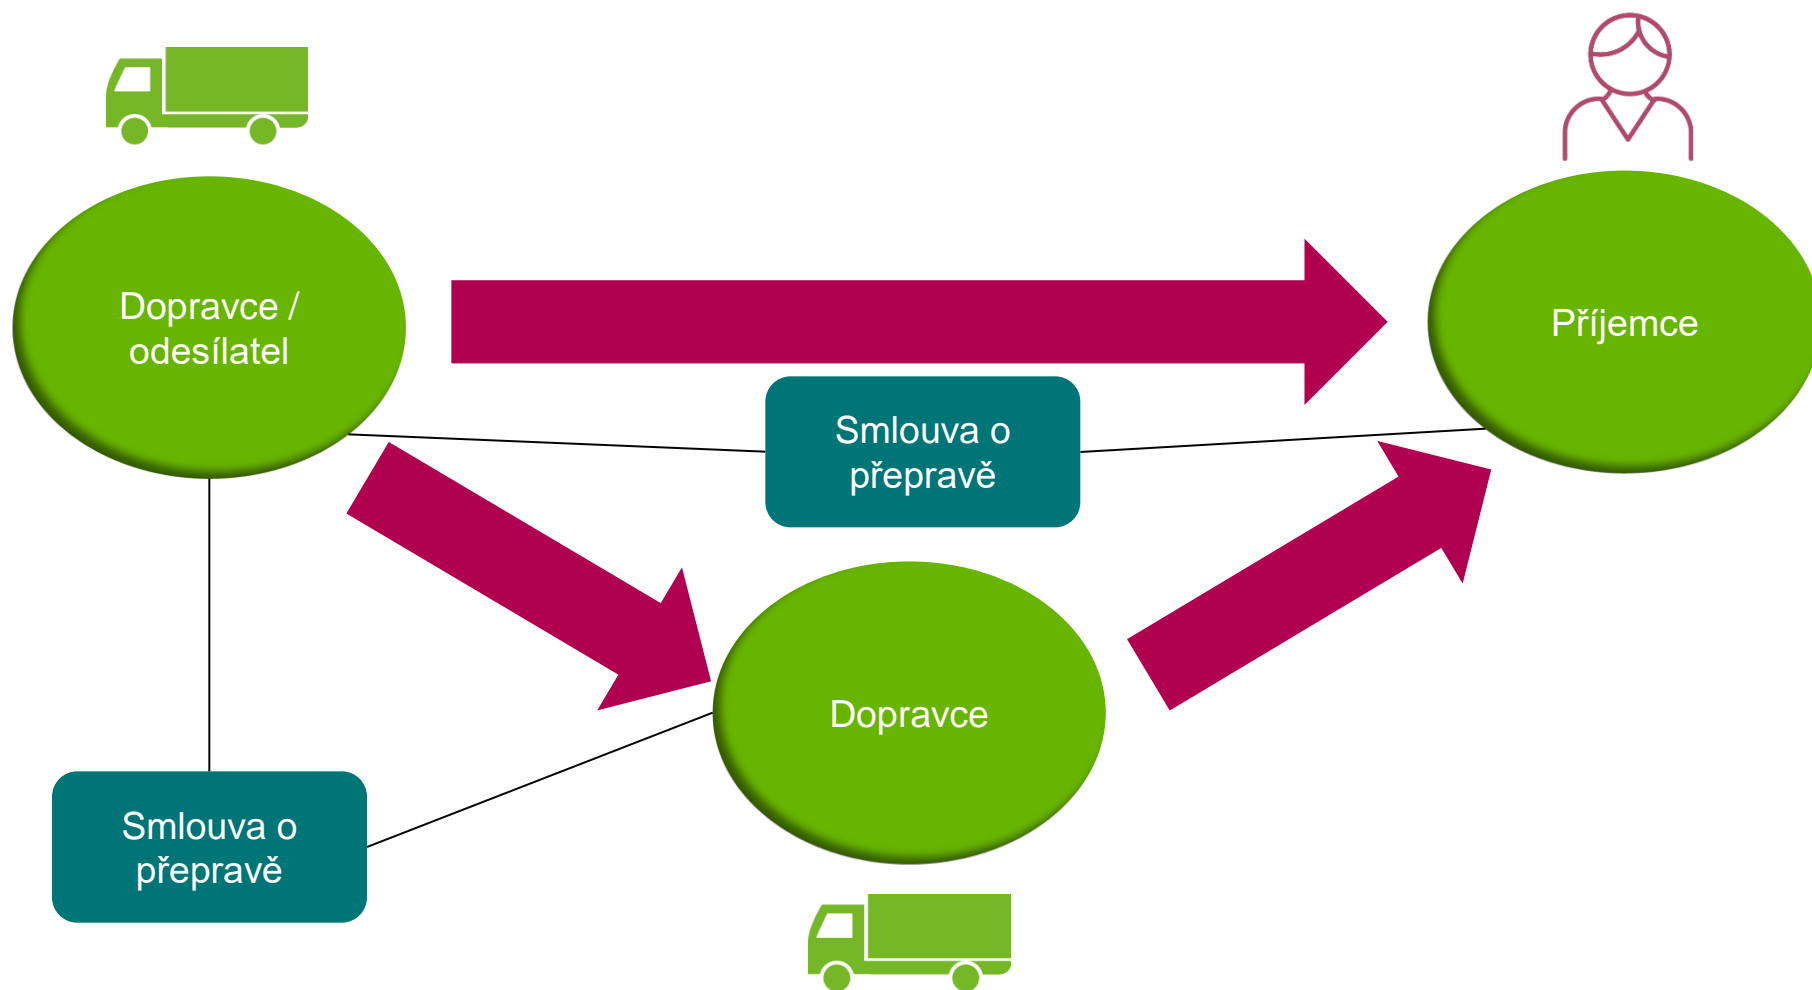 Dopravce /
odesílatel
Příjemce
Smlouva o
přepravě
Dopravce
Smlouva o
přepravě